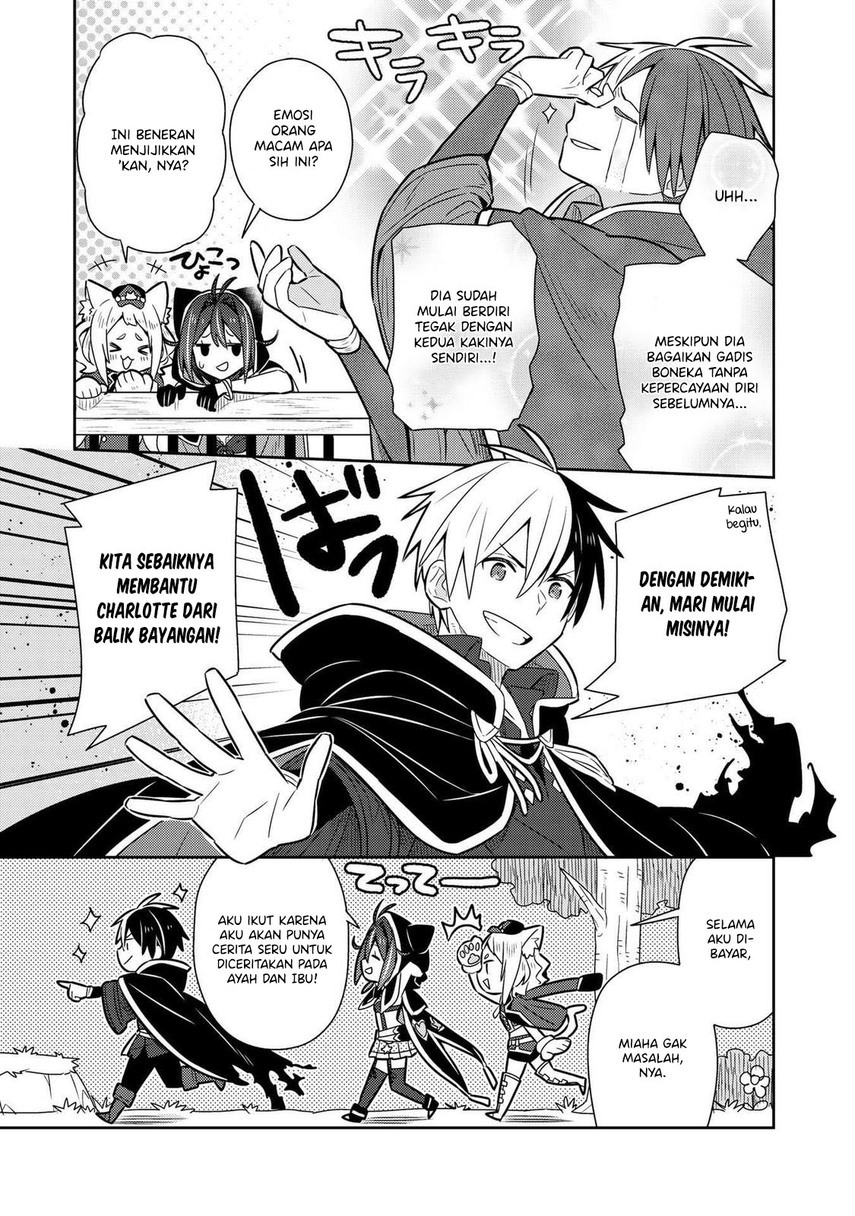 キラ
キラ
UHH...
MESKIPUN DIA
BAGAIKAN GADIS
BONEKA TANPA
KEPERCAYAAN DIRI
SEBELUMNYA...
DIA SUDAH
MULAI BERDIRI
TEGAK DENGAN
KEDUA KAKINYA
SENDIRI...!
EMOSI
ORANG
MACAM APA
SIH INI?
INI BENERAN
MENJIJIKKAN
'KAN, NYA?
ひょこっ
Kalau
begitu.
DENGAN DEMIKI-
AN, MARI MULAI
MISINYA!
ばっ
KITA SEBAIKNYA
MEMBANTU
CHARLOTTE DARI
BALIK BAYANGAN!
SELAMA
AKU DI-
BAYAR,
MIAHA GAK
MASALAH,
NYA.
てってー
AKU IKUT KARENA
AKU AKAN PUNYA
CERITA SERU UNTUK
DICERITAKAN PADA
AYAH DAN IBU!